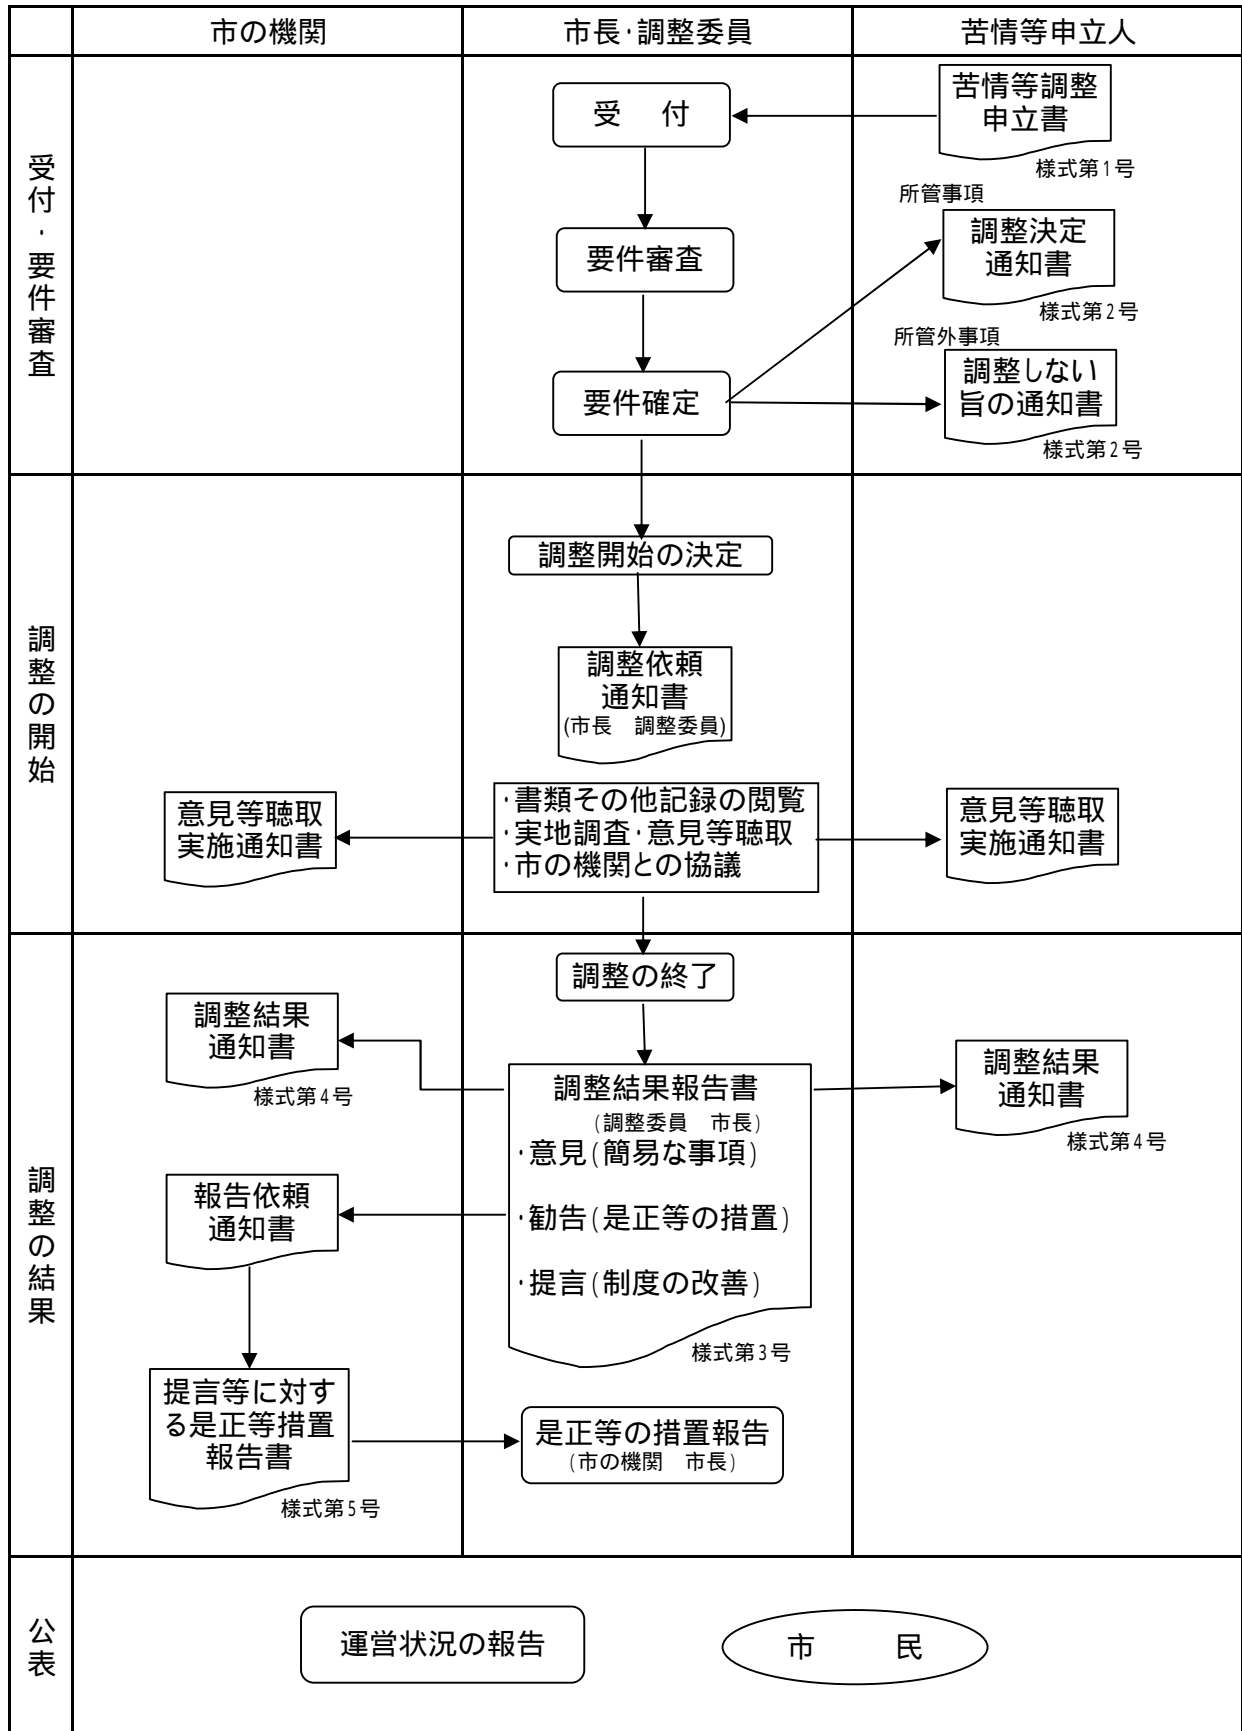 市の機関
市長・調整委員
苦情等申立人
受付・要件審査
受　付
苦情等調整
申立書
様式第1号
所管事項
要件審査
調整決定
通知書
様式第2号
所管外事項
要件確定
調整しない
旨の通知書
様式第2号
調整の開始
調整開始の決定
調整依頼
通知書
(市長　調整委員)
意見等聴取
実施通知書
・書類その他記録の閲覧
・実地調査・意見等聴取
・市の機関との協議
意見等聴取
実施通知書
調整の結果
調整の終了
調整結果
通知書
様式第4号
調整結果報告書
(調整委員　市長)
・意見(簡易な事項)
・勧告(是正等の措置)
・提言(制度の改善)
様式第3号
調整結果
通知書
様式第4号
報告依頼
通知書
提言等に対す
る是正等措置
報告書
様式第5号
是正等の措置報告
(市の機関　市長)
公表
運営状況の報告
市　　民